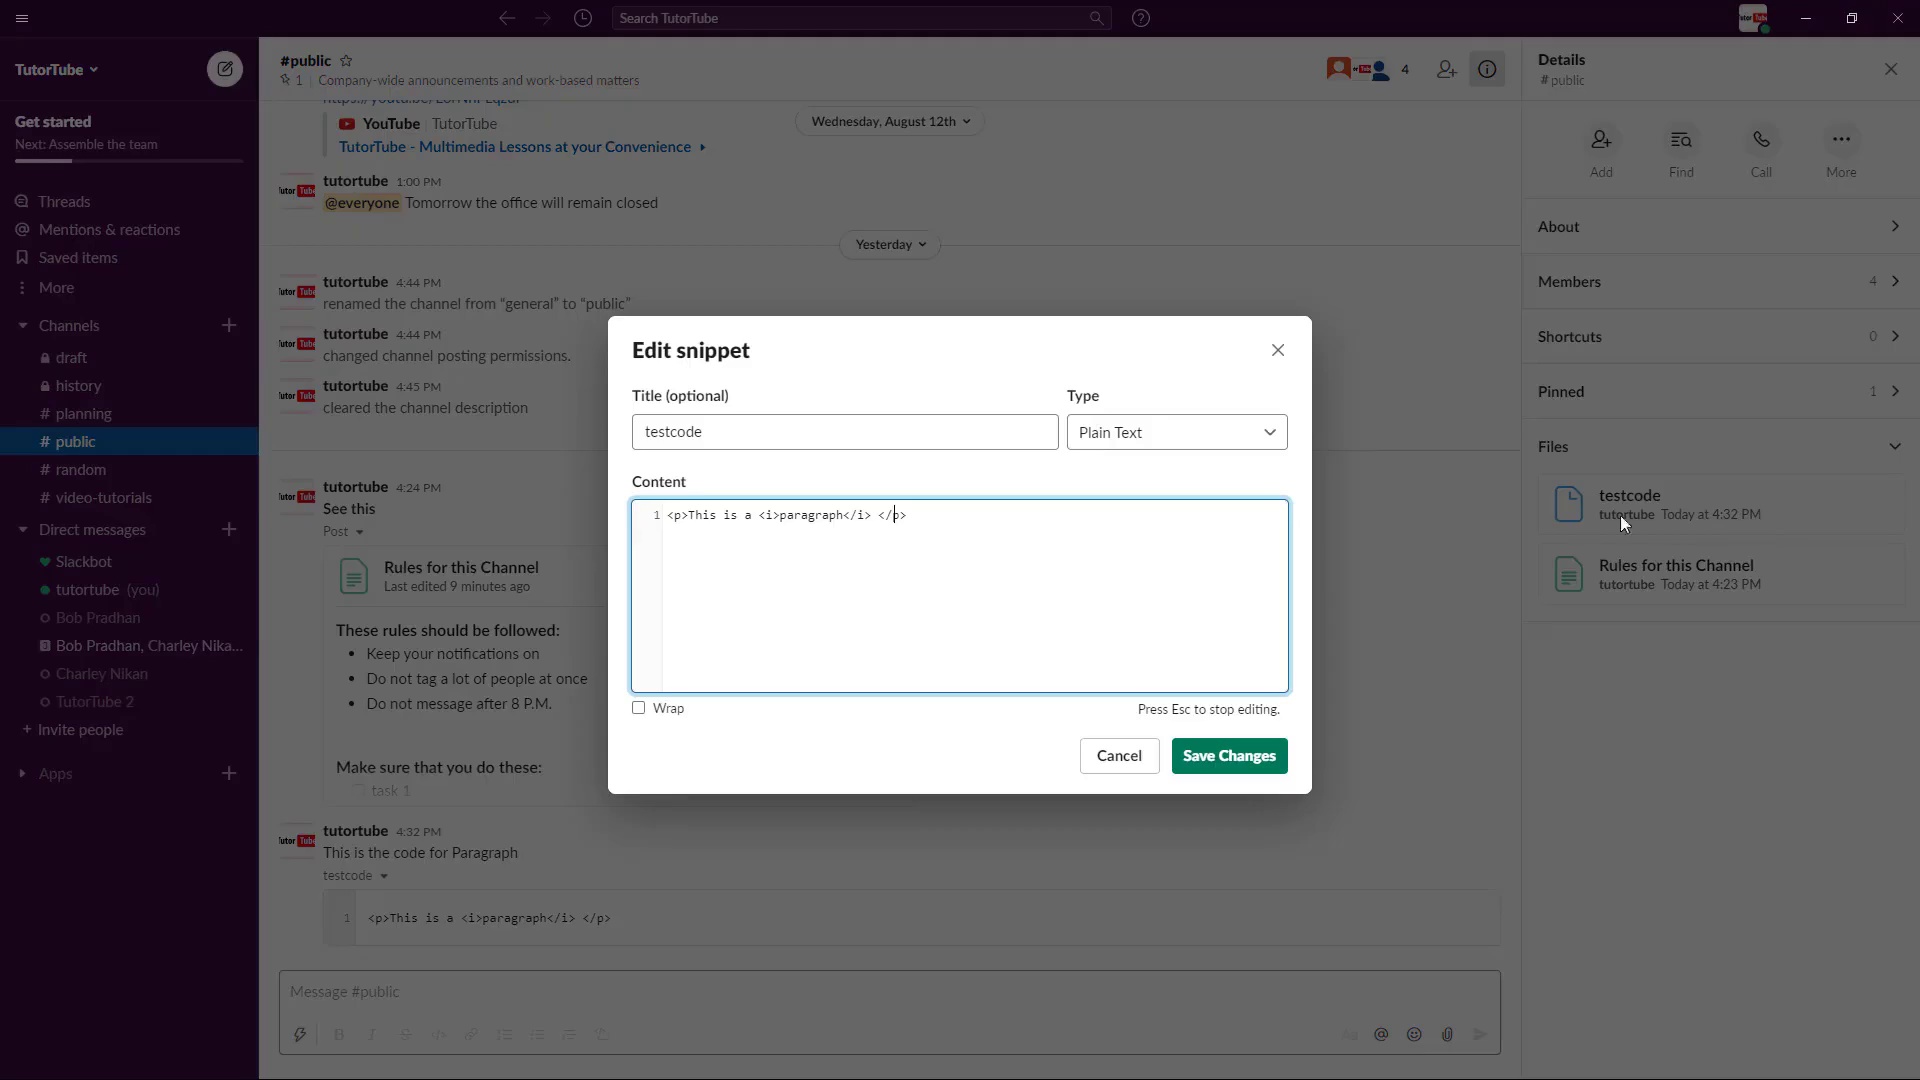 Search TutorTube
TutorTube
Get started
Next: Assemble the team
Threads
Mentions & reactions
Saved items
More
Channels
draft
history
# planning
# public
# random
# video-tutorials
Direct messages
Slackbot
tutortube (you)
Bob Pradhan
3 Bob Pradhan, Charley Nika...
Charley Nikan
TutorTube 2
+ Invite people
Apps
#public
1 | Company-wide announcements and work-based matters
4
YouTube | TutorTube
Wednesday, August 12th
TutorTube - Multimedia Lessons at your Convenience
tutortube 1:00 PM
@everyone Tomorrow the office will remain closed
Yesterday
tutortube 4:44 PM
renamed the channel from “general” to “public”
tutortube 4:44 PM
changed channel posting permissions.
tutortube 4:45 PM
cleared the channel description
tutortube 4:24 PM
See this
Post
Rules for this Channel
Last edited 9 minutes ago
These rules should be followed:
• Keep your notifications on
• Do not tag a lot of people at once
• Do not message after 8 P.M.
Make sure that you do these:
task 1
tutortube 4:32 PM
This is the code for Paragraph
testcode
1 <p>This is a <i>paragraph</i> </p>
Message #public
Edit snippet
Title (optional)
Type
testcode
Plain Text
Content
1 <p>This is a <i>paragraph</i> </p>
Wrap
Press Esc to stop editing.
Cancel
Save Changes
Details
# public
Add
Find
Call
More
About
Members 4
Shortcuts 0
Pinned 1
Files
testcode
tutortube Today at 4:32 PM
Rules for this Channel
tutortube Today at 4:23 PM